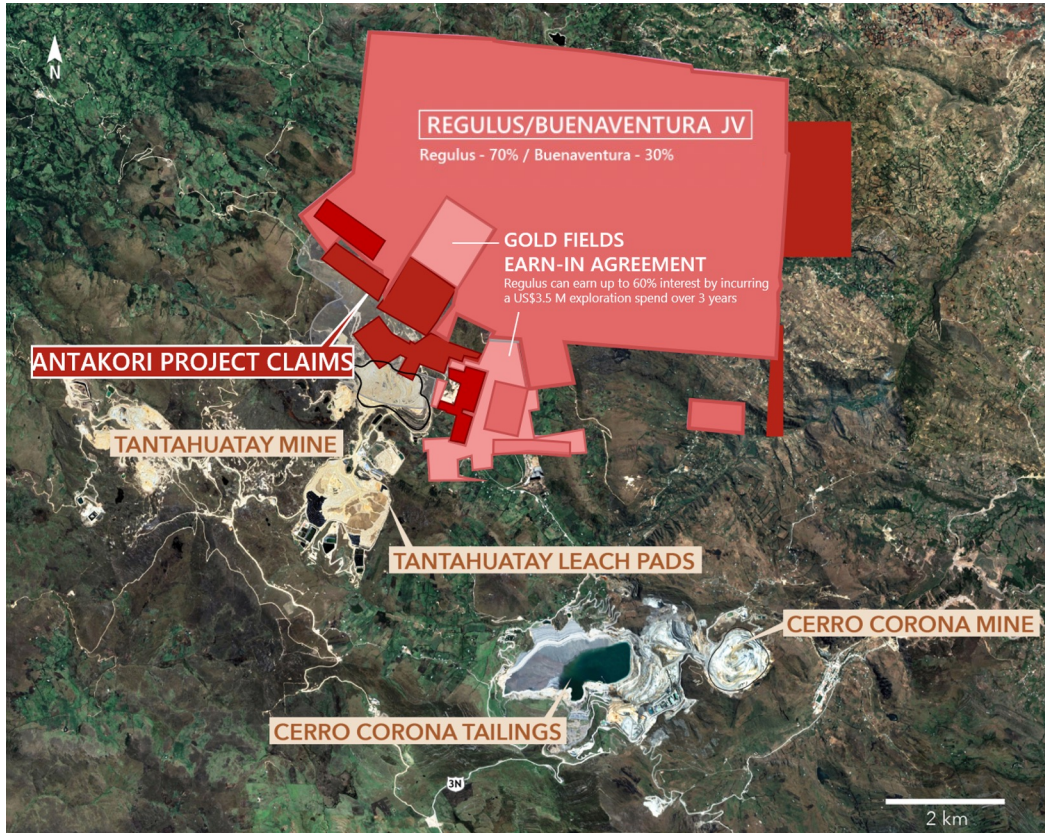 N
REGULUS/BUENAVENTURA JV
Regulus - 70% / Buenaventura - 30%
GOLD FIELDS
EARN-IN AGREEMENT
Regulus can earn up to 60% interest by incurring
a US$3.5 M exploration spend over 3 years
ANTAKORI PROJECT CLAIMS
TANTAHUATAY MINE
TANTAHUATAY LEACH PADS
CERRO CORONA MINE
CERRO CORONA TAILINGS
3N
2 km